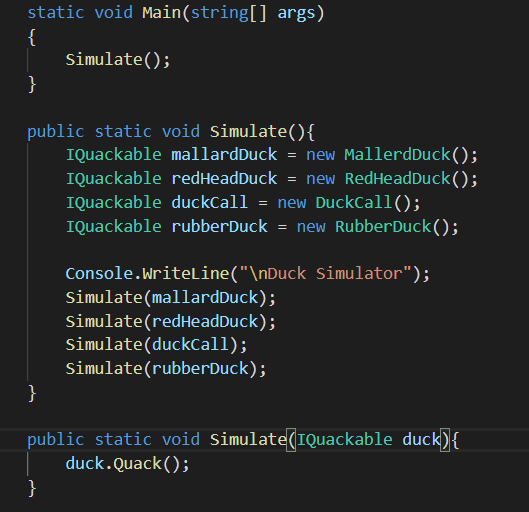 static void Main(string[] args)
{
Simulate();
}
public static void Simulate(){
IQuackable mallardDuck = new MallerdDuck();
IQuackable redHeadDuck = new RedHeadDuck();
IQuackable duckCall = new DuckCall();
IQuackable rubberDuck = new RubberDuck();
Console.WriteLine("\nDuck Simulator");
Simulate(mallardDuck);
Simulate(redHeadDuck);
Simulate(duckCall);
Simulate(rubberDuck);
}
public static void Simulate(IQuackable duck){
duck.Quack();
}